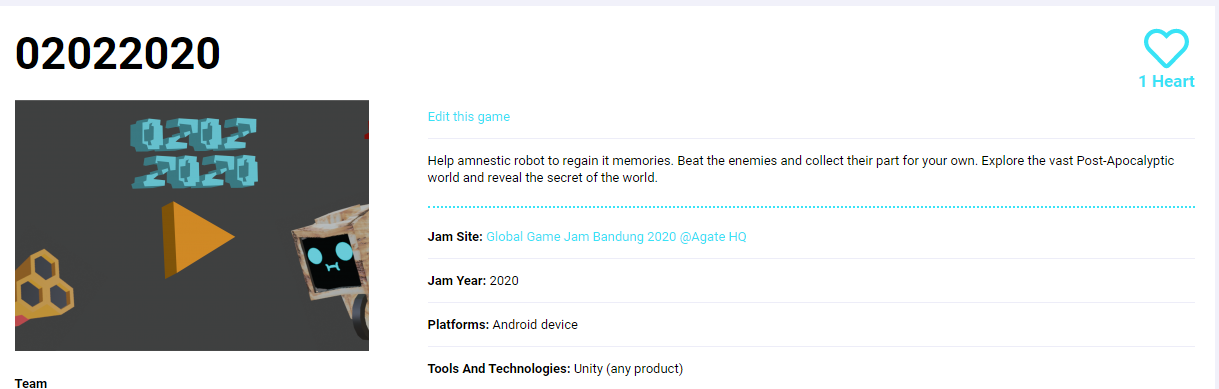 02022020
1 Heart
0202
2020
Edit this game
Help amnestic robot to regain it memories. Beat the enemies and collect their part for your own. Explore the vast Post-Apocalyptic
world and reveal the secret of the world.
Jam Site: Global Game Jam Bandung 2020 @Agate HQ
Jam Year: 2020
Platforms: Android device
Tools And Technologies: Unity (any product)
Team